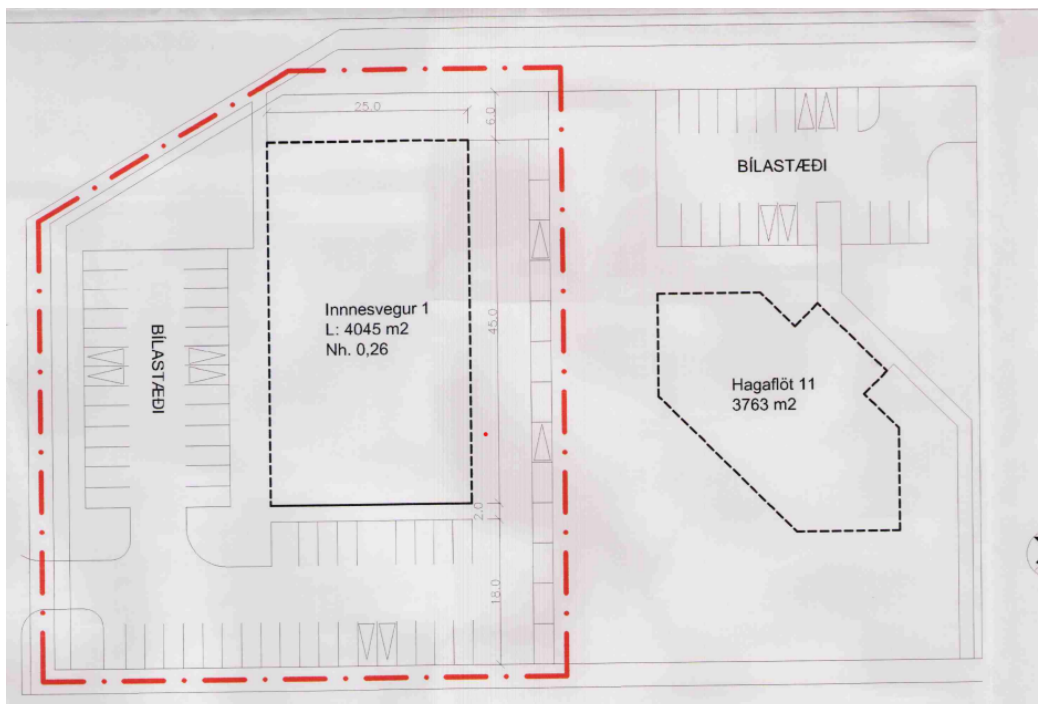 25.0
6.0
BÍLASTÆÐI
Innnesvegur 1
L: 4045 m2
Nh. 0,26
45.0
BÍLASTÆÐI
Hagaflöt 11
3763 m2
2.0
18.0